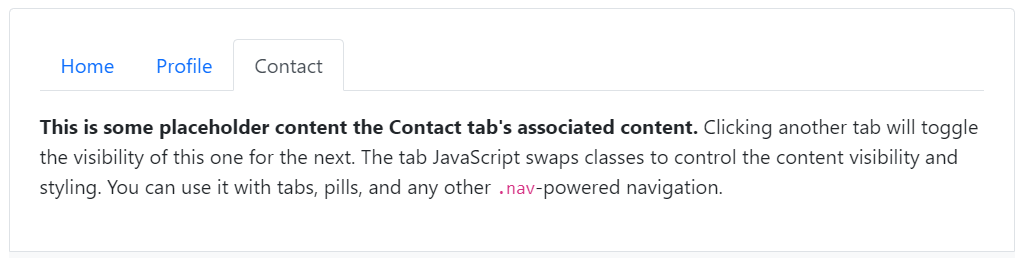 Home Profile Contact
This is some placeholder content the Contact tab's associated content. Clicking another tab will toggle
the visibility of this one for the next. The tab JavaScript swaps classes to control the content visibility and
styling. You can use it with tabs, pills, and any other .nav-powered navigation.